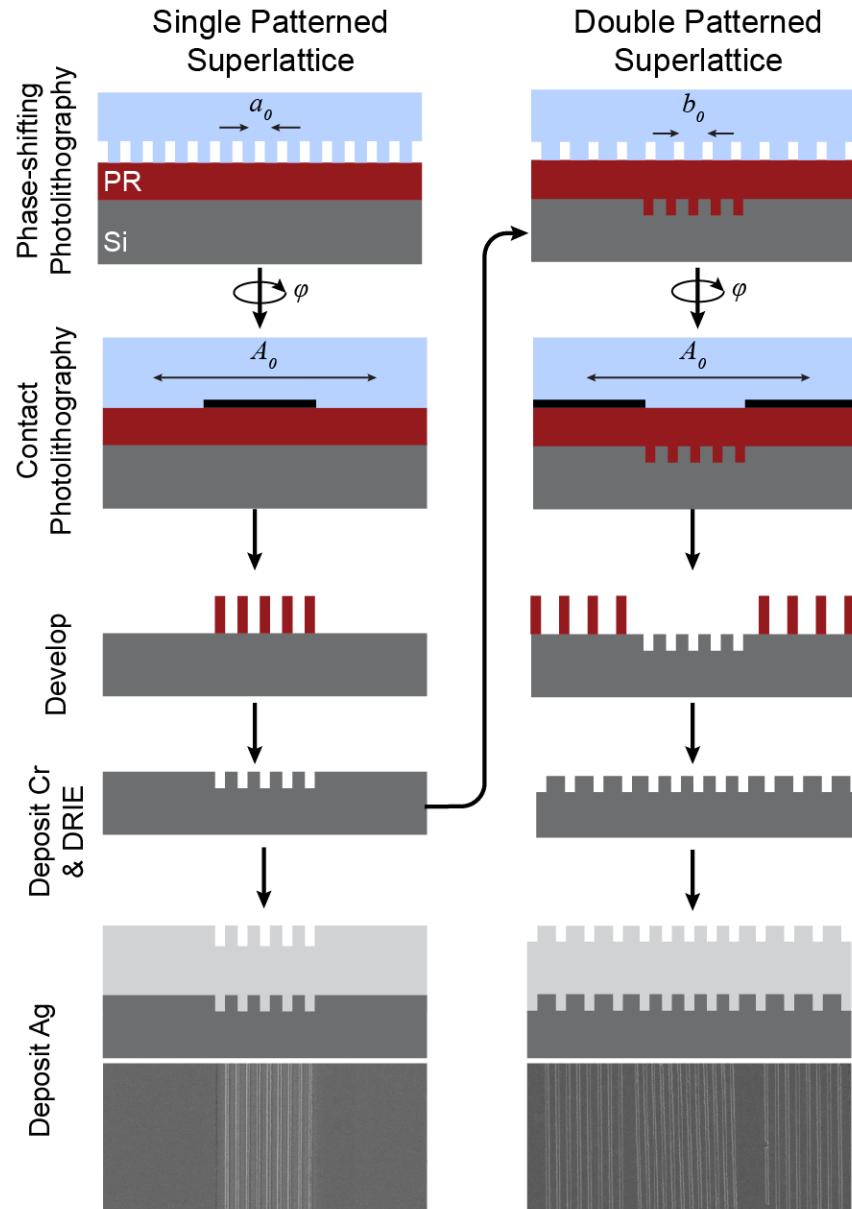 Single Patterned
Superlattice
Double Patterned
Superlattice
Phase-shifting
Photolithography
a₀
PR
Si
φ
b₀
φ
Contact
Photolithography
A₀
A₀
Develop
Deposit Cr
& DRIE
Deposit Ag